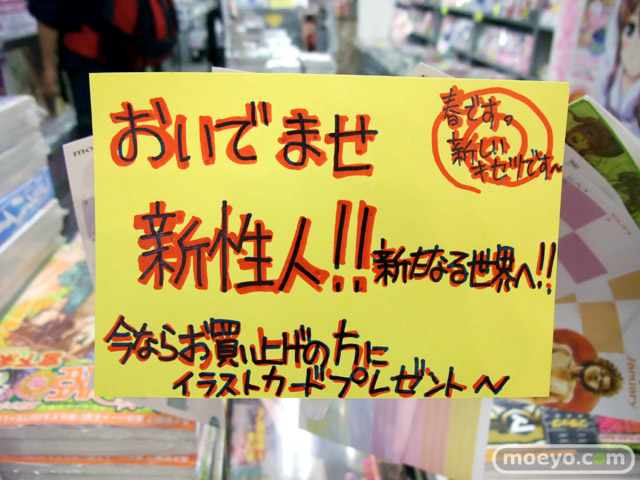 おいでませ
春です。
新しい
キセツです〜
新性人!!新たなる世界へ!!
今ならお買い上げの方に
イラストカードプレゼント〜
moeyo.com